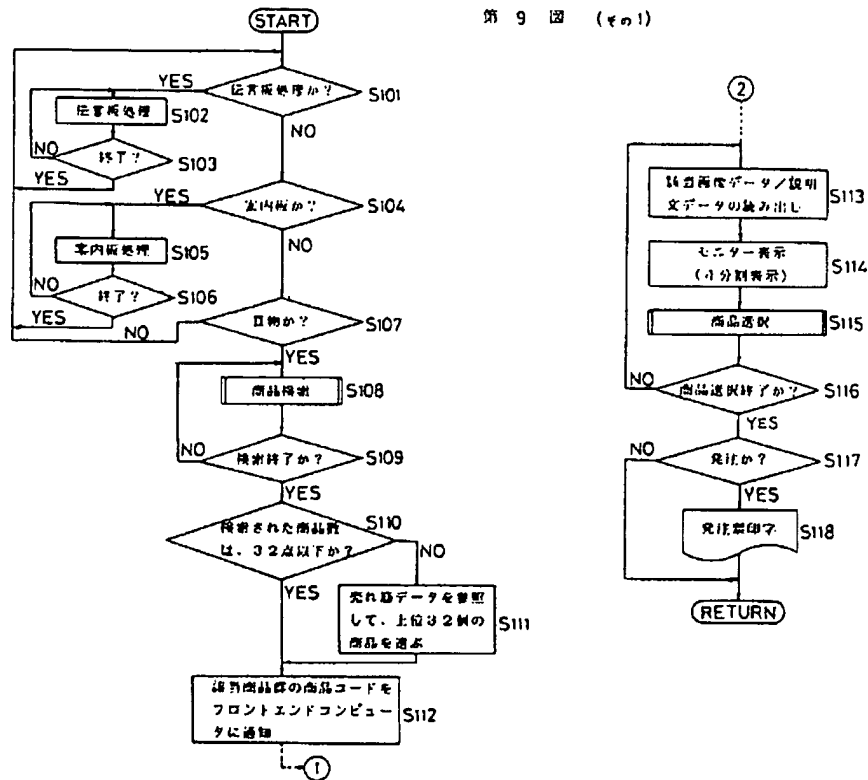 第 9 図 (その1)
START
伝言板処理か?
S101
YES
NO
伝言板処理
S102
NO
終了?
S103
YES
案内板か?
S104
YES
NO
案内板処理
S105
NO
終了?
S106
YES
買物か?
S107
NO
YES
商品検索
S108
検索終了か?
S109
NO
YES
検索された商品数
は、32点以下か?
S110
NO
YES
売れ筋データを参照
して、上位32個の
商品を選ぶ
S111
該当商品群の商品コードを
フロントエンドコンピュー
タに通知
S112
1
2
該当画像データ/説明
文データの読み出し
S113
モニター表示
(4分割表示)
S114
商品選択
S115
商品選択終了か?
S116
NO
YES
発注か?
S117
NO
YES
発注票印字
S118
RETURN